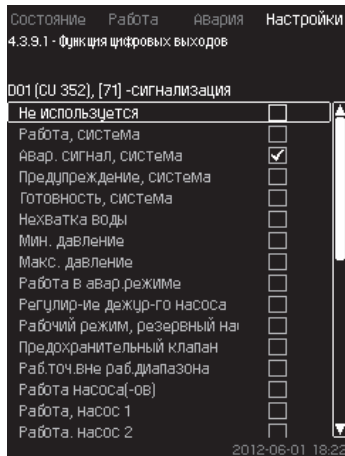 Состояние Работа Авария Настройки
4.3.9.1 - Функция цифровых выходов
DO1 (CU 352), [71] -сигнализация
Не используется
Работа, система
Авар. сигнал, система
Предупреждение, система
Готовность, система
Нехватка воды
Мин. давление
Макс. давление
Работа в авар.режиме
Регулир-ие дежур-го насоса
Рабочий режим, резервный
Предохранительный клапан
Раб.точ.вне раб.диапазона
Работа насоса(-ов)
Работа, насос 1
Работа. насос 2
2012-06-01 18:22